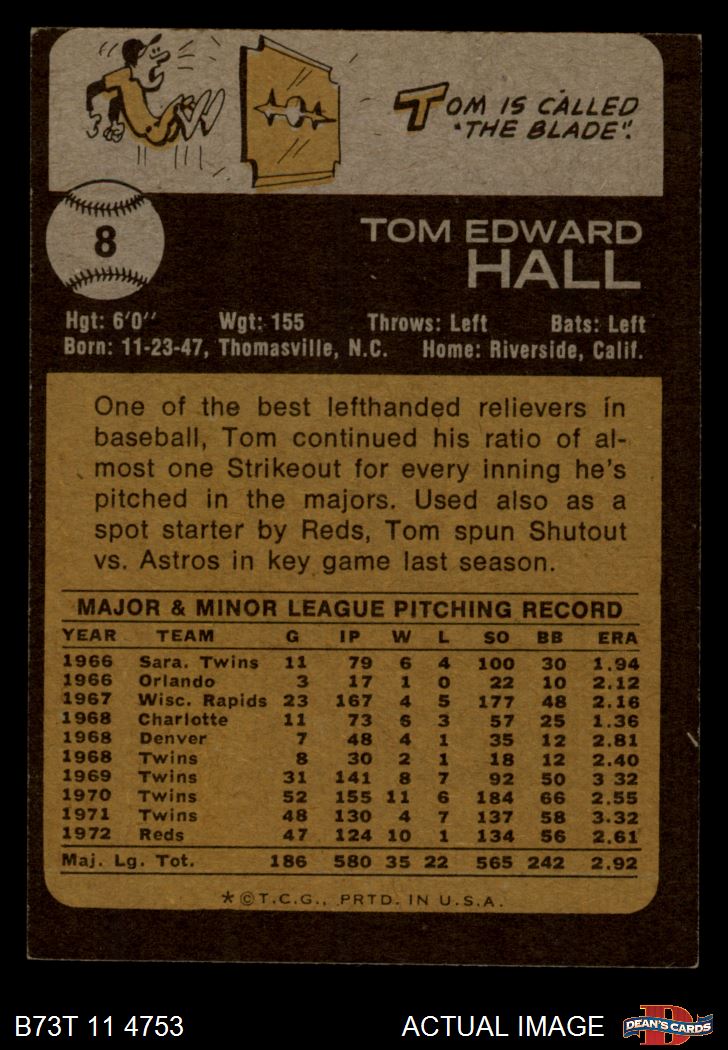 TOM IS CALLED
"THE BLADE".
8
TOM EDWARD
HALL
Hgt: 6'0'' Wgt: 155 Throws: Left Bats: Left
Born: 11-23-47, Thomasville, N.C. Home: Riverside, Calif.
One of the best lefthanded relievers in
baseball, Tom continued his ratio of al-
most one Strikeout for every inning he's
pitched in the majors. Used also as a
spot starter by Reds, Tom spun Shutout
vs. Astros in key game last season.
MAJOR & MINOR LEAGUE PITCHING RECORD
YEAR TEAM G IP W L SO BB ERA
1966 Sara. Twins 11 79 6 4 100 30 1.94
1966 Orlando 3 17 1 0 22 10 2.12
1967 Wisc. Rapids 23 167 4 5 177 48 2.16
1968 Charlotte 11 73 6 3 57 25 1.36
1968 Denver 7 48 4 1 35 12 2.81
1968 Twins 8 30 2 1 18 12 2.40
1969 Twins 31 141 8 7 92 50 3 32
1970 Twins 52 155 11 6 184 66 2.55
1971 Twins 48 130 4 7 137 58 3.32
1972 Reds 47 124 10 1 134 56 2.61
Maj. Lg. Tot. 186 580 35 22 565 242 2.92
*©T.C.G., PRTD. IN U.S.A.
B73T 11 4753 ACTUAL IMAGE
D
DEAN'S CARDS